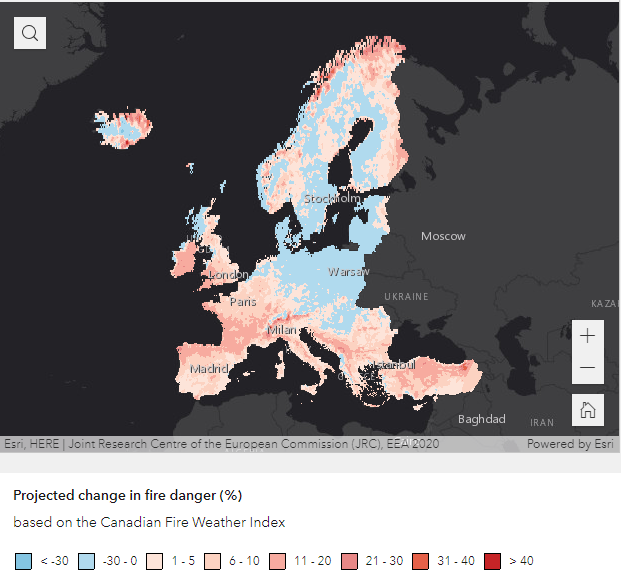 Stockholm
Moscow
London
Warsaw
Paris
UKRAINE
KAZA
Milan
Madrid
Istanbul
Baghdad
IRAN
Esri, HERE | Joint Research Centre of the European Commission (JRC), EEA 2020
Powered by Esri
Projected change in fire danger (%)
based on the Canadian Fire Weather Index
< -30 -30 - 0 1 - 5 6 - 10 11 - 20 21 - 30 31 - 40 > 40